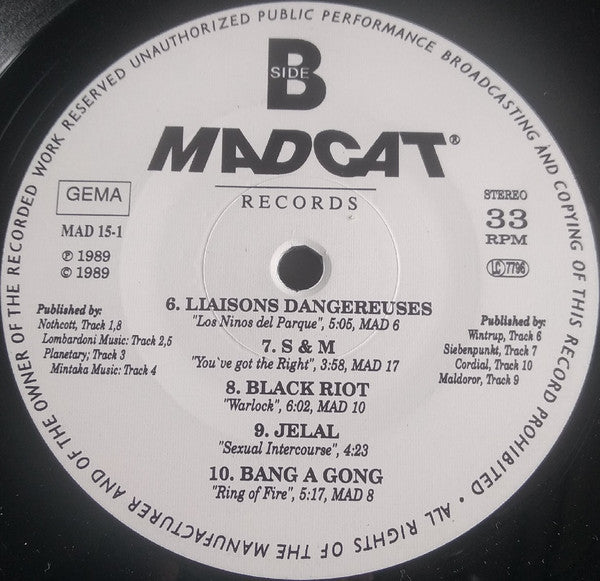 ALL RIGHTS OF THE MANUFACTURER AND OF THE OWNER OF THE RECORDED WORK RESERVED UNAUTHORIZED PUBLIC PERFORMANCE BROADCASTING AND COPYING OF THIS RECORD PROHIBITED •
B
SIDE
MADCAT®
RECORDS
GEMA
MAD 15-1
℗ 1989
© 1989
STEREO
33
RPM
LC 7796
Published by:
Nothcott, Track 1,8
Lombardoni Music: Track 2,5
Planetary; Track 3
Mintaka Music: Track 4
6. LIAISONS DANGEREUSES
"Los Ninos del Parque", 5:05, MAD 6
7. S & M
"You've got the Right", 3:58, MAD 17
8. BLACK RIOT
"Warlock", 6:02, MAD 10
9. JELAL
"Sexual Intercourse", 4:23
10. BANG A GONG
"Ring of Fire", 5:17, MAD 8
Published by:
Wintrup, Track 6
Siebenpunkt, Track 7
Cordial, Track 10
Maldoror, Track 9